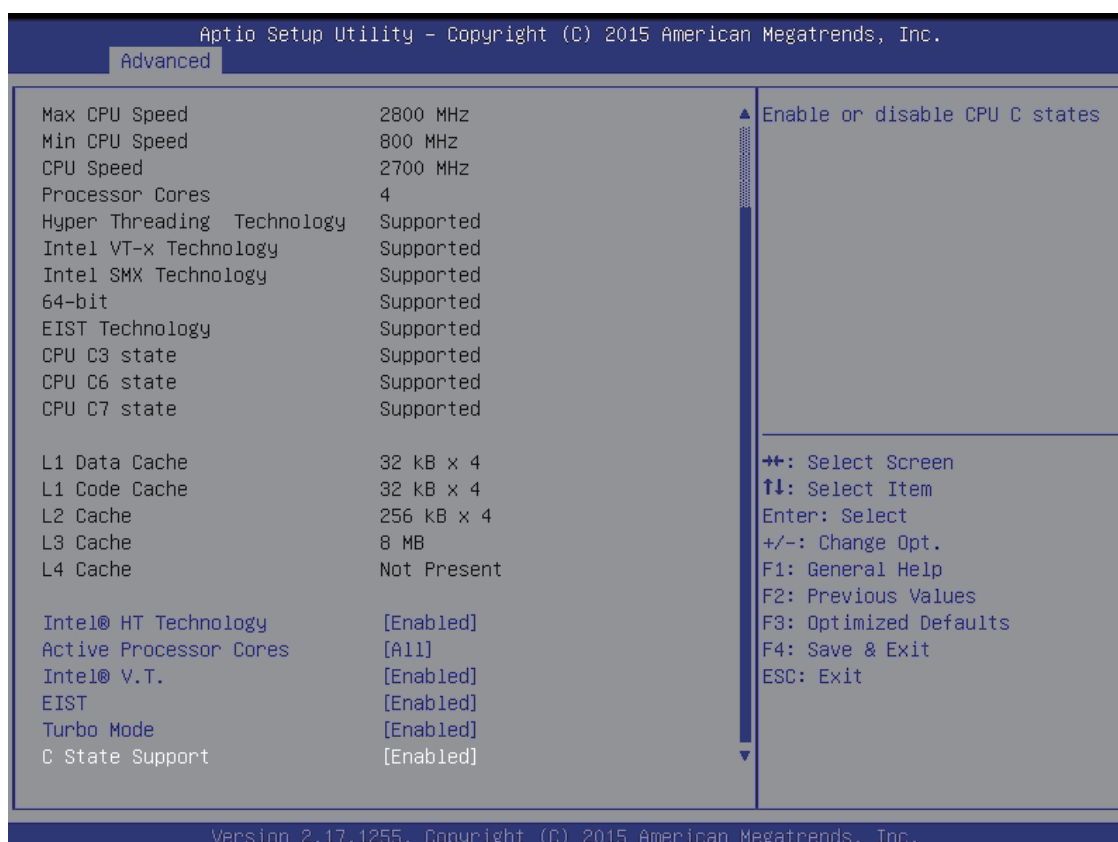 Aptio Setup Utility – Copyright (C) 2015 American Megatrends, Inc.
Advanced
Max CPU Speed 2800 MHz
Min CPU Speed 800 MHz
CPU Speed 2700 MHz
Processor Cores 4
Hyper Threading Technology Supported
Intel VT-x Technology Supported
Intel SMX Technology Supported
64-bit Supported
EIST Technology Supported
CPU C3 state Supported
CPU C6 state Supported
CPU C7 state Supported
L1 Data Cache 32 kB x 4
L1 Code Cache 32 kB x 4
L2 Cache 256 kB x 4
L3 Cache 8 MB
L4 Cache Not Present
Intel® HT Technology [Enabled]
Active Processor Cores [All]
Intel® V.T. [Enabled]
EIST [Enabled]
Turbo Mode [Enabled]
C State Support [Enabled]
Enable or disable CPU C states
→←: Select Screen
↑↓: Select Item
Enter: Select
+/-: Change Opt.
F1: General Help
F2: Previous Values
F3: Optimized Defaults
F4: Save & Exit
ESC: Exit
Version 2.17.1255. Copyright (C) 2015 American Megatrends, Inc.